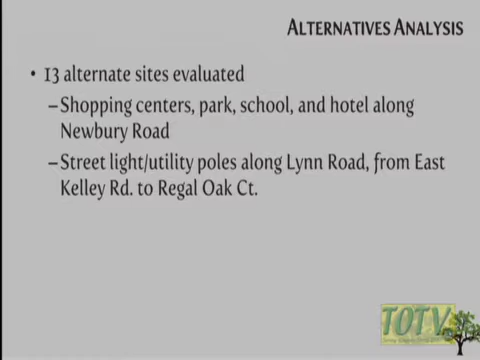 ALTERNATIVES ANALYSIS
• 13 alternate sites evaluated
–Shopping centers, park, school, and hotel along
Newbury Road
–Street light/utility poles along Lynn Road, from East
Kelley Rd. to Regal Oak Ct.
TOTV